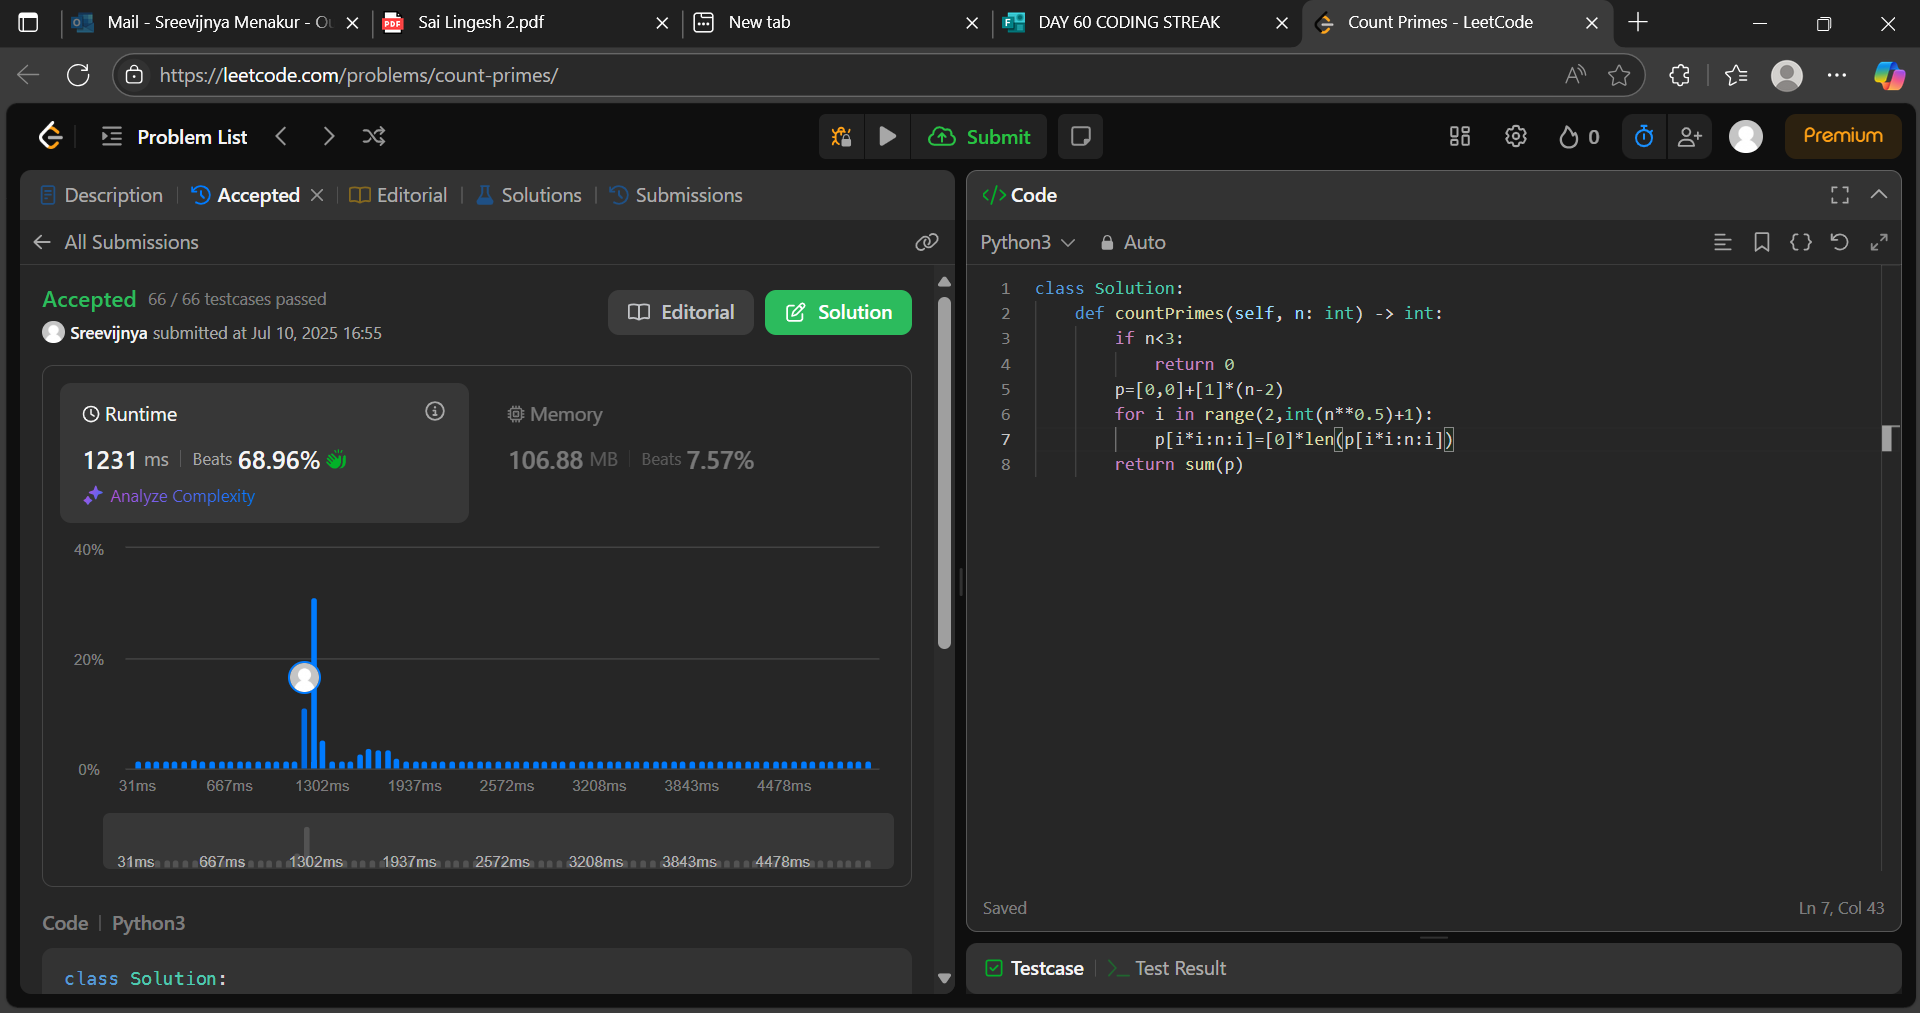 Mail - Sreevijnya Menakur - Ou
Sai Lingesh 2.pdf
New tab
DAY 60 CODING STREAK
Count Primes - LeetCode
https://leetcode.com/problems/count-primes/
Problem List
Submit
0
Premium
Description
Accepted
Editorial
Solutions
Submissions
All Submissions
Accepted 66 / 66 testcases passed
Sreevijnya submitted at Jul 10, 2025 16:55
Editorial
Solution
Runtime
1231 ms Beats 68.96%
Analyze Complexity
Memory
106.88 MB Beats 7.57%
40%
20%
0%
31ms 667ms 1302ms 1937ms 2572ms 3208ms 3843ms 4478ms
31ms 667ms 1302ms 1937ms 2572ms 3208ms 3843ms 4478ms
Code | Python3
class Solution:
</> Code
Python3
Auto
1 class Solution:
2     def countPrimes(self, n: int) -> int:
3         if n<3:
4             return 0
5         p=[0,0]+[1]*(n-2)
6         for i in range(2,int(n**0.5)+1):
7             p[i*i:n:i]=[0]*len(p[i*i:n:i])
8         return sum(p)
Saved
Ln 7, Col 43
Testcase
>_ Test Result